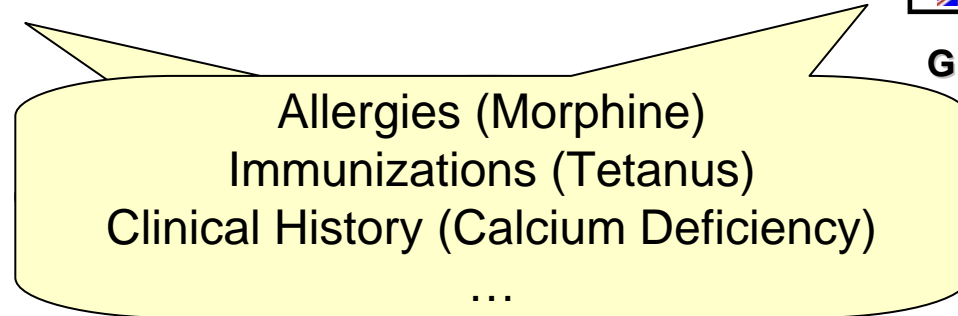 G
Allergies (Morphine)
Immunizations (Tetanus)
Clinical History (Calcium Deficiency)
…